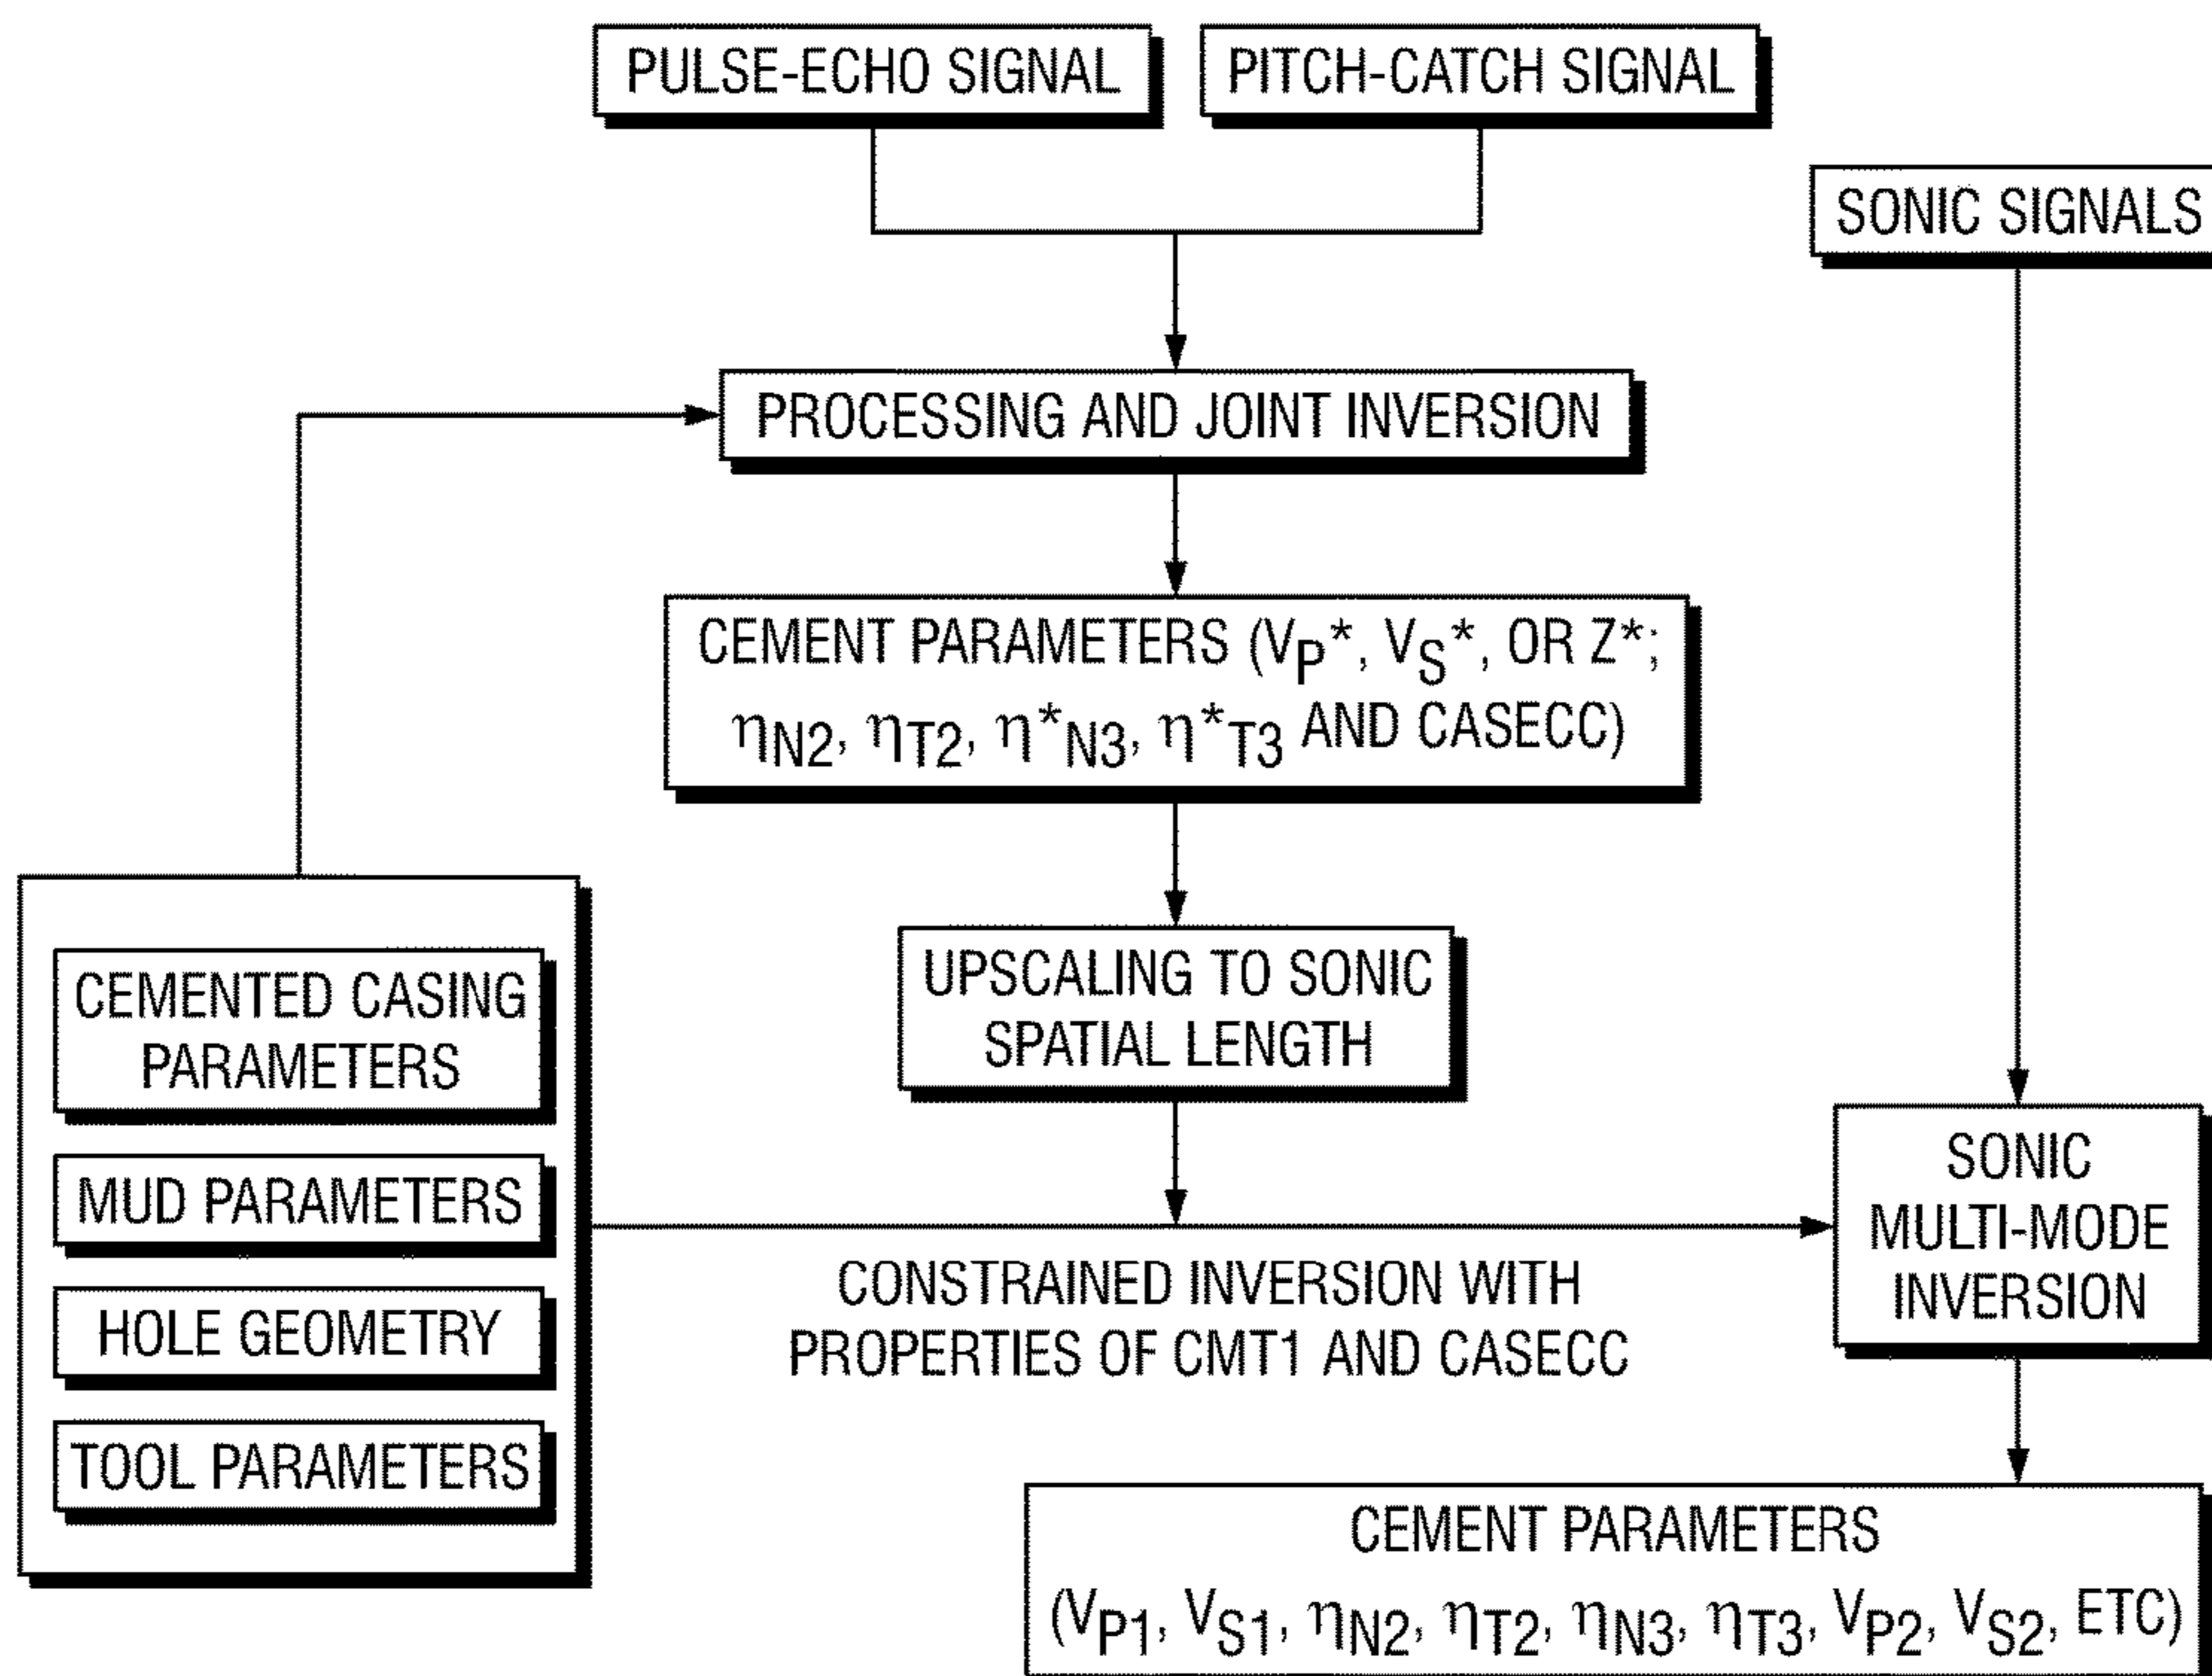 PULSE-ECHO SIGNAL
PITCH-CATCH SIGNAL
SONIC SIGNALS
PROCESSING AND JOINT INVERSION
CEMENT PARAMETERS (VP*, VS*, OR Z*;
ηN2, ηT2, η*N3, η*T3 AND CASECC)
UPSCALING TO SONIC
SPATIAL LENGTH
CEMENTED CASING
PARAMETERS
MUD PARAMETERS
HOLE GEOMETRY
TOOL PARAMETERS
CONSTRAINED INVERSION WITH
PROPERTIES OF CMT1 AND CASECC
SONIC
MULTI-MODE
INVERSION
CEMENT PARAMETERS
(VP1, VS1, ηN2, ηT2, ηN3, ηT3, VP2, VS2, ETC)